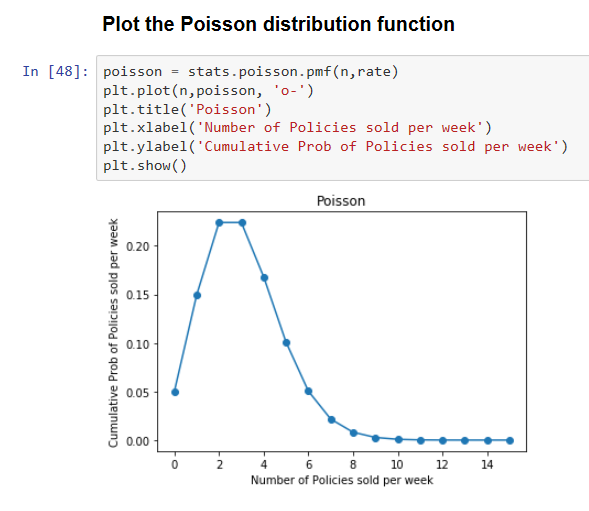 Plot the Poisson distribution function
In [48]: poisson = stats.poisson.pmf(n,rate)
plt.plot(n,poisson, 'o-')
plt.title('Poisson')
plt.xlabel('Number of Policies sold per week')
plt.ylabel('Cumulative Prob of Policies sold per week')
plt.show()
Poisson
Cumulative Prob of Policies sold per week
0.20
0.15
0.10
0.05
0.00
0 2 4 6 8 10 12 14
Number of Policies sold per week